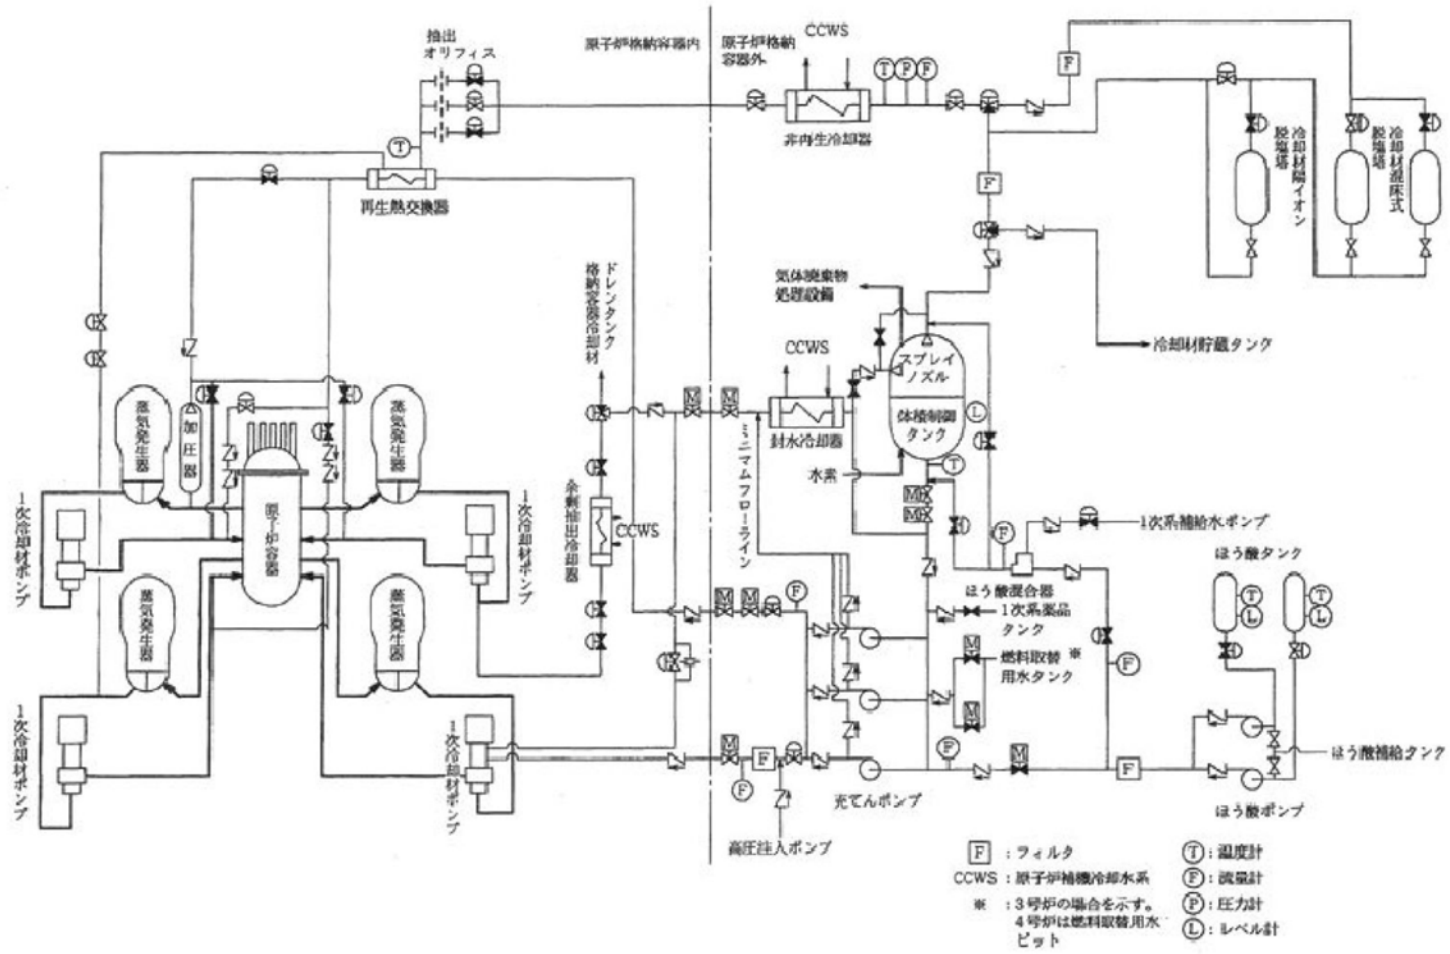 抽出
オリフィス
原子炉格納容器内
原子炉格納
容器外
CCWS
T
P
F
F
非再生冷却器
T
再生熱交換器
F
冷却材陽イオン
脱塩塔
冷却材混床式
脱塩塔
F
気体廃棄物
処理設備
冷却材貯蔵タンク
格納容器冷却材
ドレンタンク
CCWS
スプレイ
ノズル
体積制御
タンク
L
T
M
M
封水冷却器
水素
M
M
ミニマムフローライン
蒸気発生器
加圧器
蒸気発生器
原子炉容器
1次冷却材ポンプ
1次冷却材ポンプ
余剰抽出冷却器
CCWS
F
1次系補給水ポンプ
ほう酸タンク
ほう酸混合器
1次系薬品
タンク
T
L
T
L
M
M
F
蒸気発生器
蒸気発生器
M
燃料取替 ※
用水タンク
M
F
1次冷却材ポンプ
1次冷却材ポンプ
M
F
F
F
M
F
ほう酸補給タンク
充てんポンプ
ほう酸ポンプ
高圧注入ポンプ
F : フィルタ
CCWS : 原子炉補機冷却水系
※ : 3号炉の場合を示す。
4号炉は燃料取替用水
ピット
T : 温度計
F : 流量計
P : 圧力計
L : レベル計